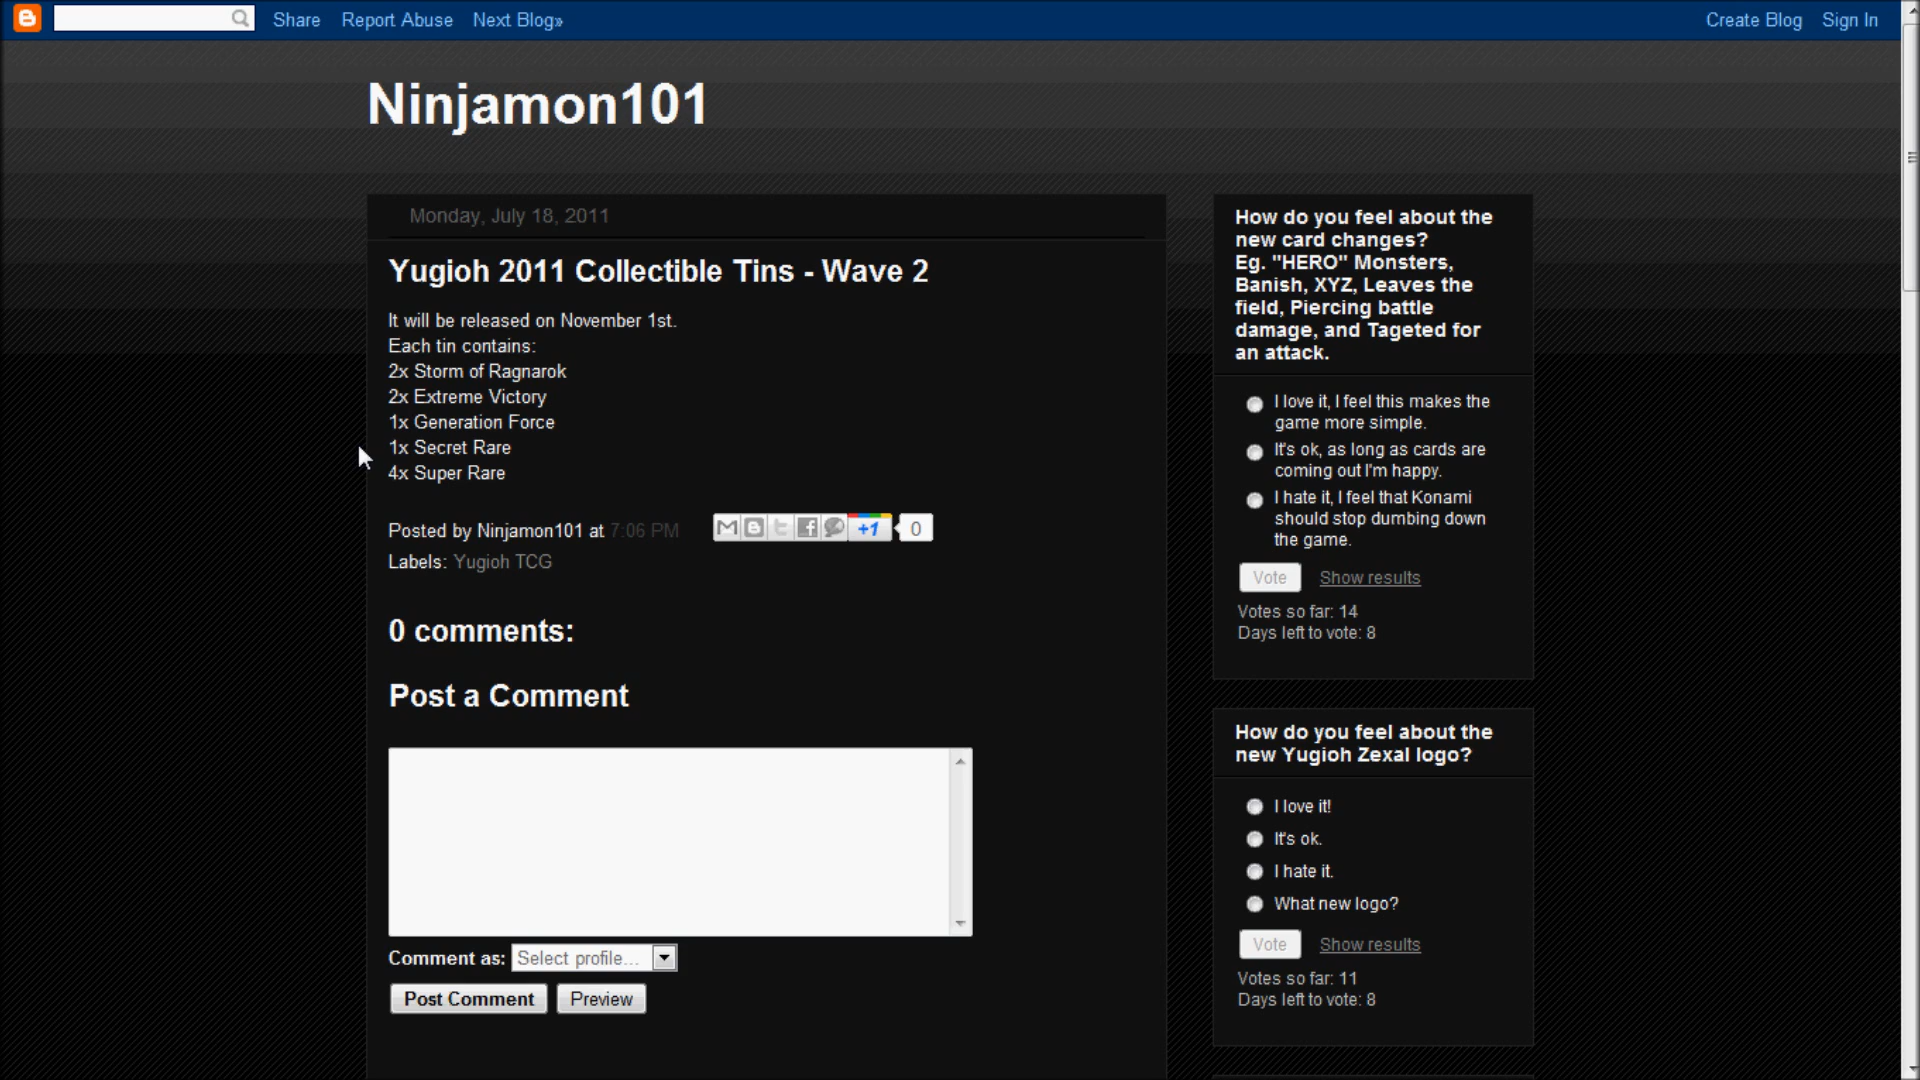 Share Report Abuse Next Blog» Create Blog Sign In
Ninjamon101
Monday, July 18, 2011
Yugioh 2011 Collectible Tins - Wave 2
It will be released on November 1st.
Each tin contains:
2x Storm of Ragnarok
2x Extreme Victory
1x Generation Force
1x Secret Rare
4x Super Rare
Posted by Ninjamon101 at 7:06 PM +1 0
Labels: Yugioh TCG
0 comments:
Post a Comment
Comment as: Select profile...
Post Comment Preview
How do you feel about the
new card changes?
Eg. "HERO" Monsters,
Banish, XYZ, Leaves the
field, Piercing battle
damage, and Tageted for
an attack.
I love it, I feel this makes the
game more simple.
It's ok, as long as cards are
coming out I'm happy.
I hate it, I feel that Konami
should stop dumbing down
the game.
Vote Show results
Votes so far: 14
Days left to vote: 8
How do you feel about the
new Yugioh Zexal logo?
I love it!
It's ok.
I hate it.
What new logo?
Vote Show results
Votes so far: 11
Days left to vote: 8